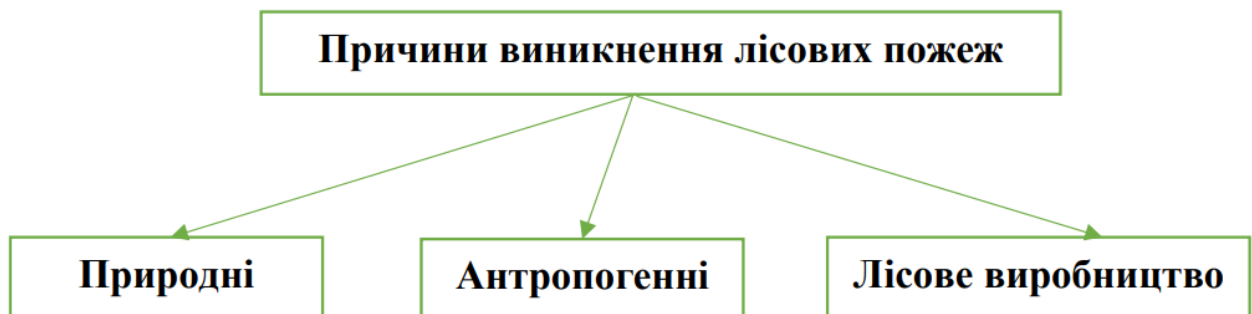 Причини виникнення лісових пожеж
Природні
Антропогенні
Лісове виробництво